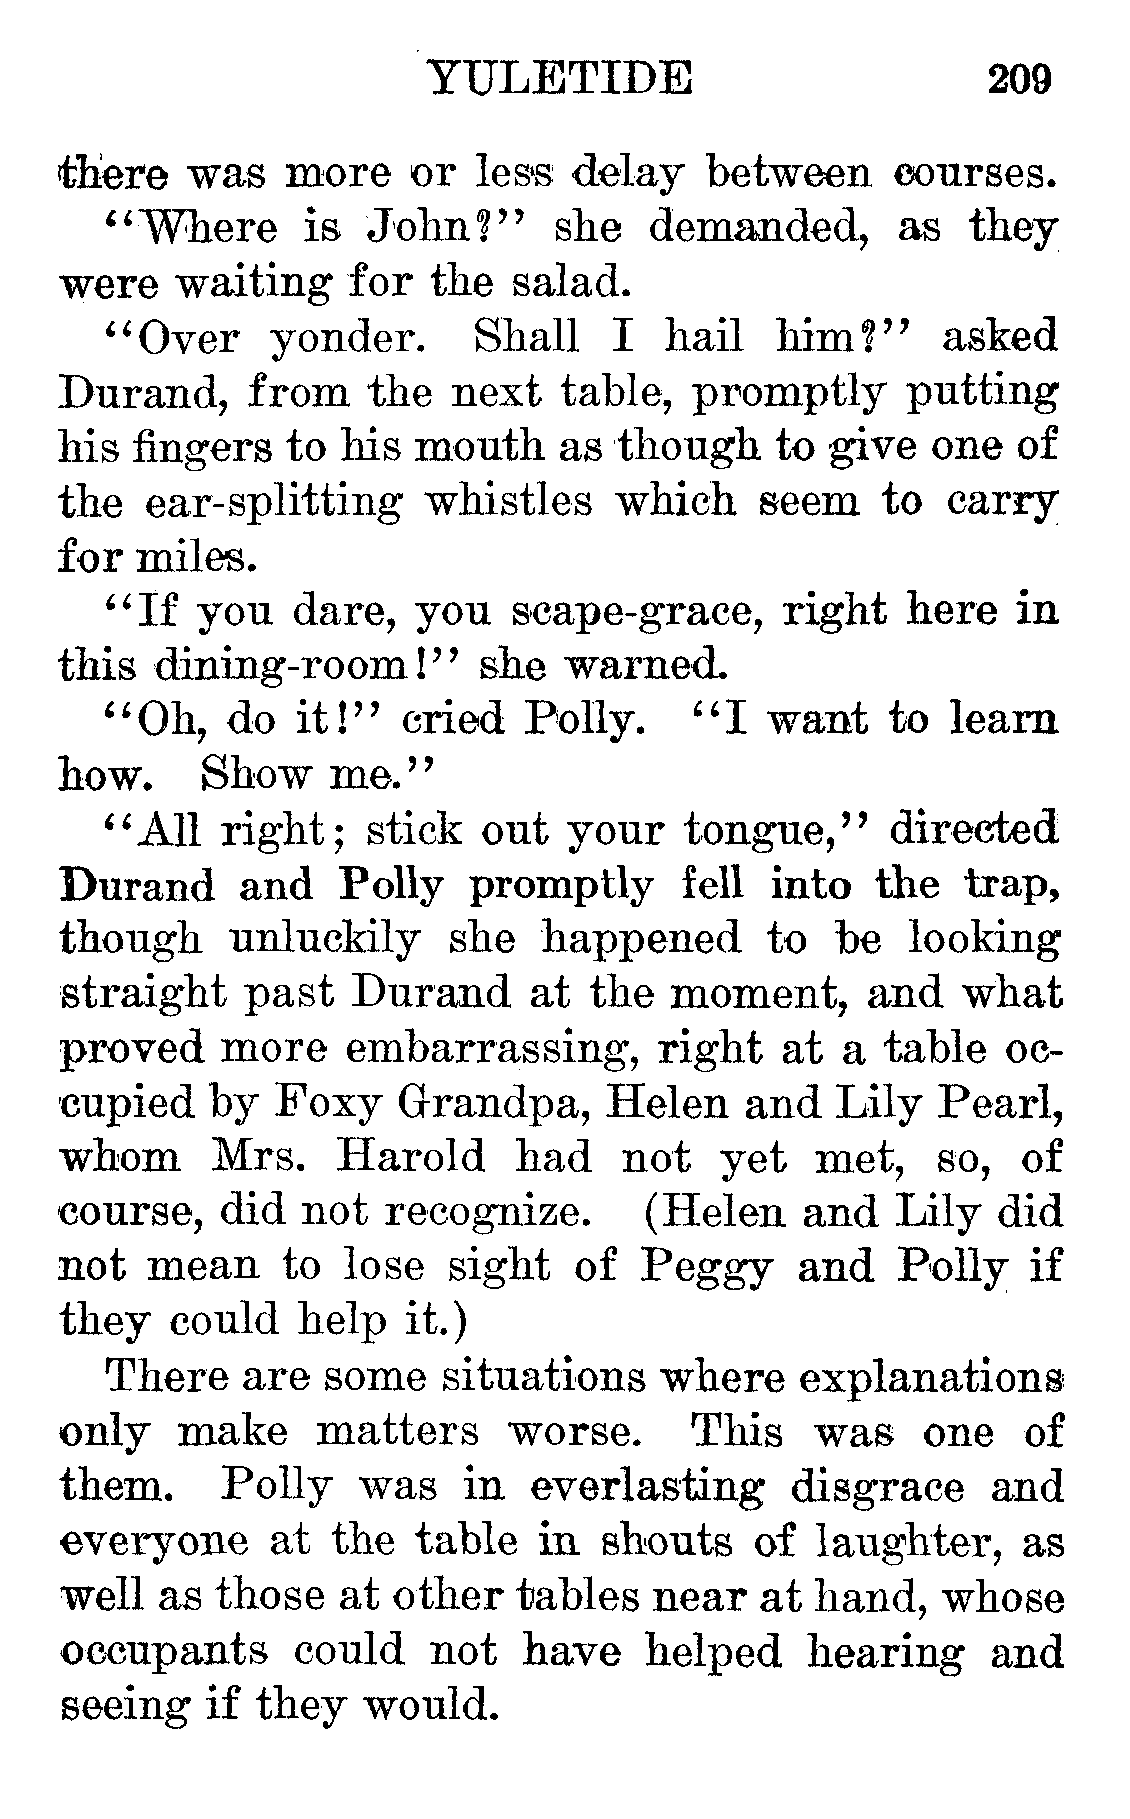 YULETIDE 209
there was more or less delay between courses.
"Where is John?" she demanded, as they
were waiting for the salad.
"Over yonder. Shall I hail him?" asked
Durand, from the next table, promptly putting
his fingers to his mouth as though to give one of
the ear-splitting whistles which seem to carry
for miles.
"If you dare, you scape-grace, right here in
this dining-room!" she warned.
"Oh, do it!" cried Polly. "I want to learn
how. Show me."
"All right; stick out your tongue," directed
Durand and Polly promptly fell into the trap,
though unluckily she happened to be looking
straight past Durand at the moment, and what
proved more embarrassing, right at a table oc-
cupied by Foxy Grandpa, Helen and Lily Pearl,
whom Mrs. Harold had not yet met, so, of
course, did not recognize. (Helen and Lily did
not mean to lose sight of Peggy and Polly if
they could help it.)
There are some situations where explanations
only make matters worse. This was one of
them. Polly was in everlasting disgrace and
everyone at the table in shouts of laughter, as
well as those at other tables near at hand, whose
occupants could not have helped hearing and
seeing if they would.